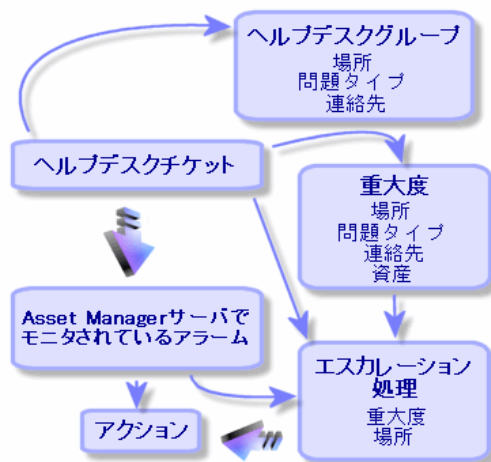 ヘルプデスクグループ
場所
問題タイプ
連絡先
ヘルプデスクチケット
重大度
場所
問題タイプ
連絡先
資産
Asset Managerサーバで
モニタされているアラーム
エスカレーション
処理
重大度
場所
アクション